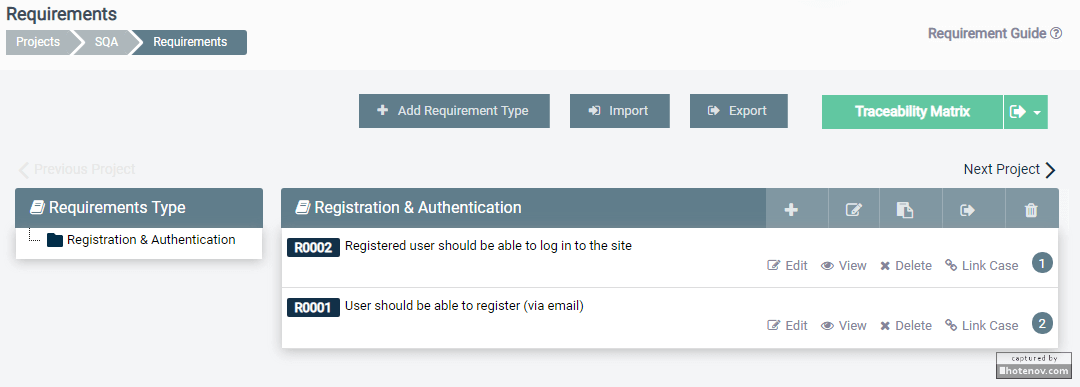 Requirements
Projects SQA Requirements
Requirement Guide
Add Requirement Type Import Export Traceability Matrix
Previous Project Next Project
Requirements Type
Registration & Authentication
Registration & Authentication
R0002 Registered user should be able to log in to the site
Edit View Delete Link Case 1
R0001 User should be able to register (via email)
Edit View Delete Link Case 2
captured by
hotenov.com